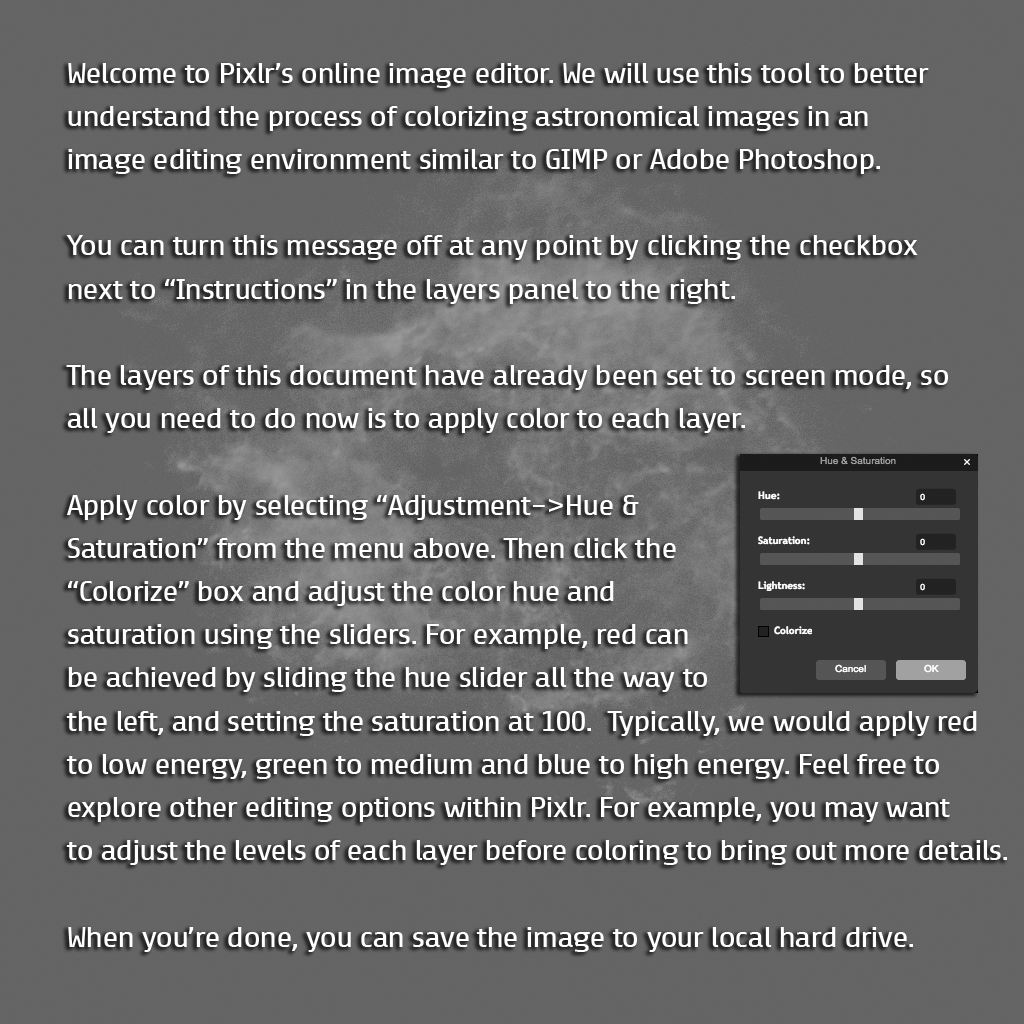 Welcome to Pixlr's online image editor. We will use this tool to better
understand the process of colorizing astronomical images in an
image editing environment similar to GIMP or Adobe Photoshop.
You can turn this message off at any point by clicking the checkbox
next to “Instructions” in the layers panel to the right.
The layers of this document have already been set to screen mode, so
all you need to do now is to apply color to each layer.
Apply color by selecting “Adjustment->Hue &
Saturation” from the menu above. Then click the
“Colorize” box and adjust the color hue and
saturation using the sliders. For example, red can
be achieved by sliding the hue slider all the way to
the left, and setting the saturation at 100.  Typically, we would apply red
to low energy, green to medium and blue to high energy. Feel free to
explore other editing options within Pixlr. For example, you may want
to adjust the levels of each layer before coloring to bring out more details.
When you're done, you can save the image to your local hard drive.
Hue & Saturation ×
Hue: 0
Saturation: 0
Lightness: 0
Colorize
Cancel OK